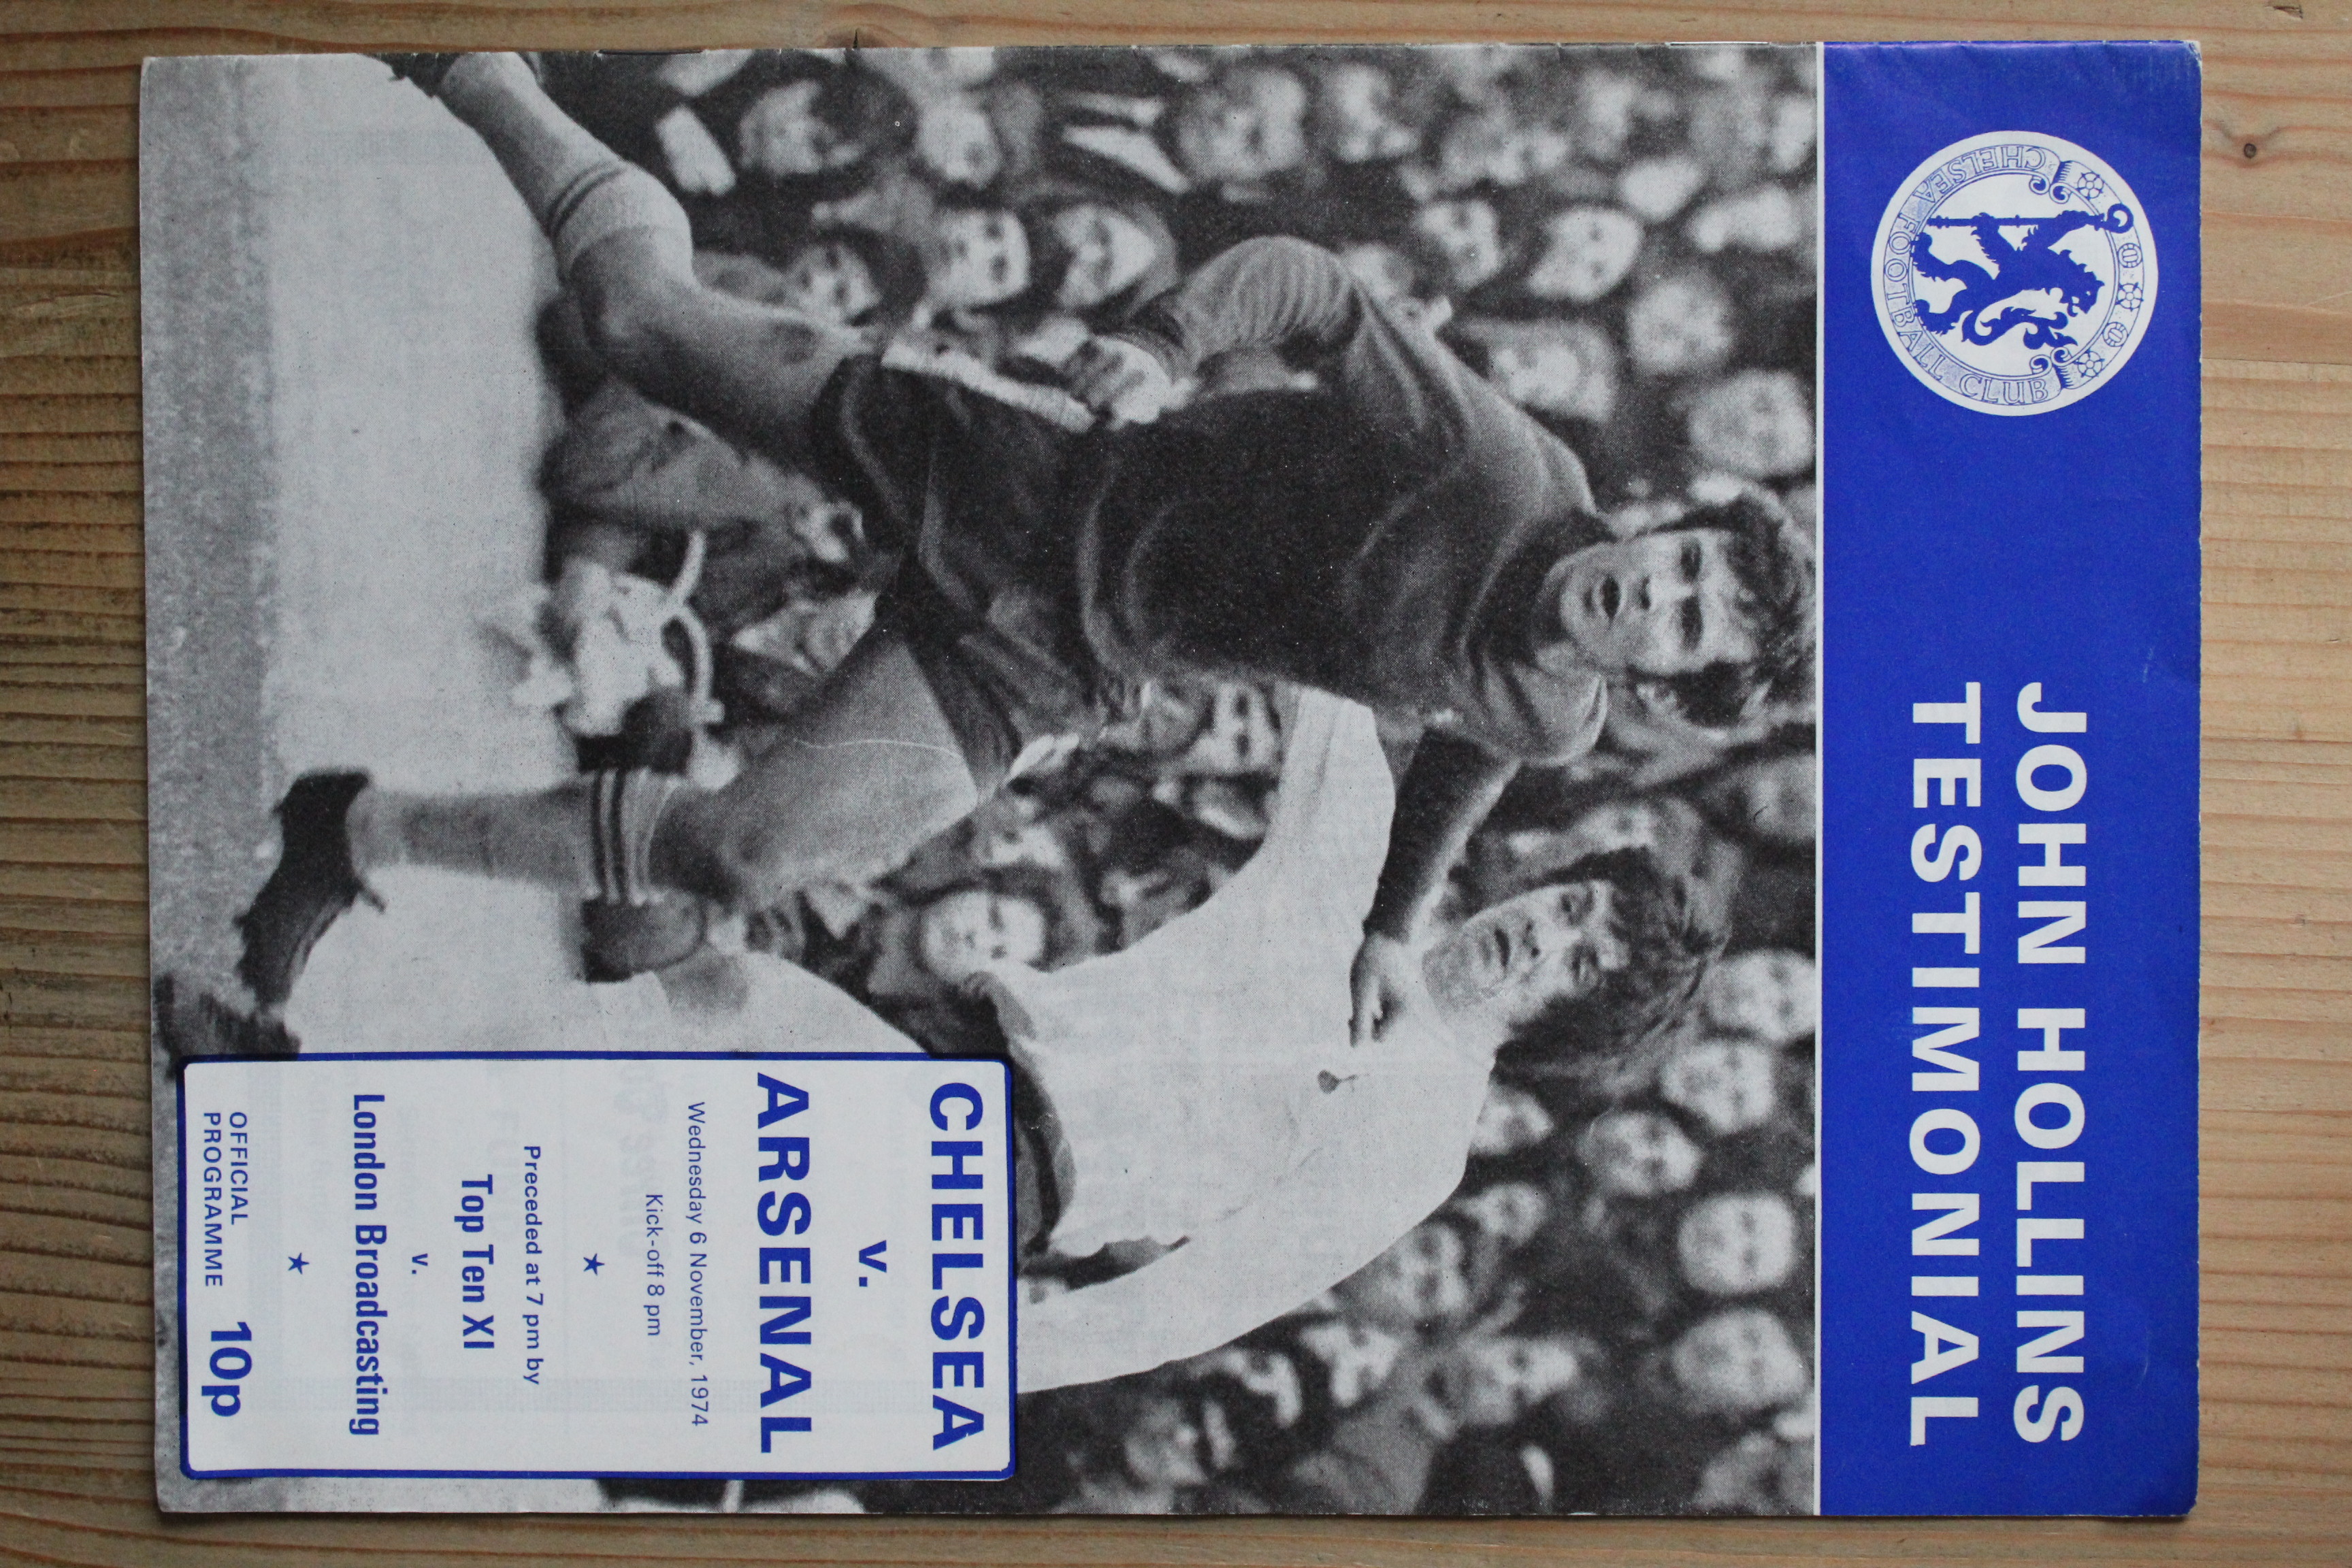 CHELSEA FOOTBALL CLUB
JOHN HOLLINS
TESTIMONIAL
CHELSEA
v.
ARSENAL
Wednesday 6 November, 1974
Kick-off 8 pm
Preceded at 7 pm by
Top Ten XI
v.
London Broadcasting
OFFICIAL
PROGRAMME 10p